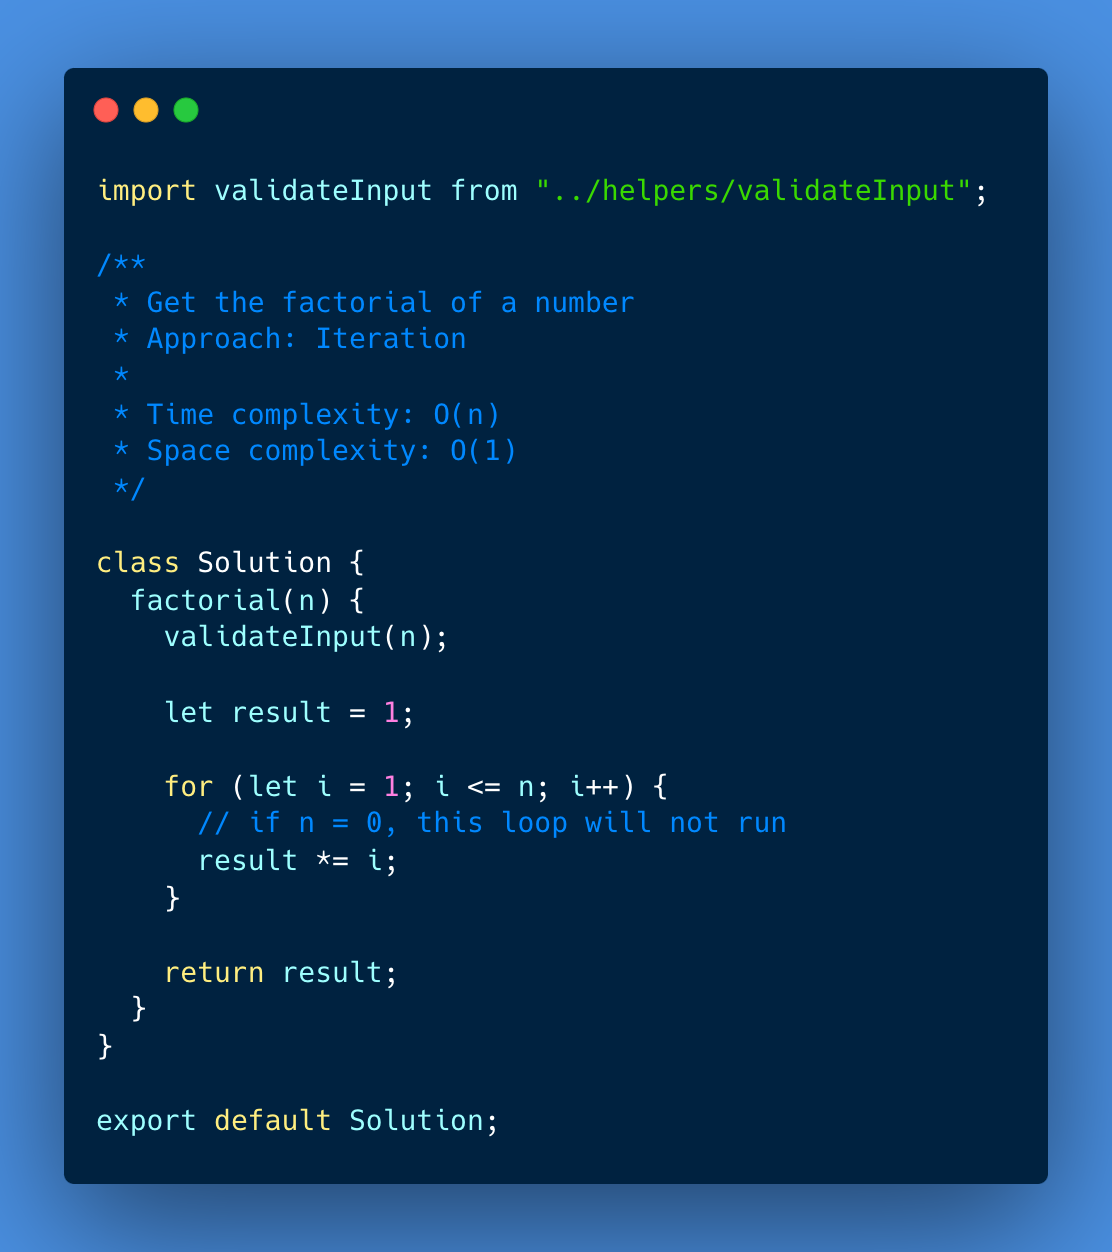 import validateInput from "../helpers/validateInput";

/**
 * Get the factorial of a number
 * Approach: Iteration
 *
 * Time complexity: O(n)
 * Space complexity: O(1)
 */

class Solution {
  factorial(n) {
    validateInput(n);

    let result = 1;

    for (let i = 1; i <= n; i++) {
      // if n = 0, this loop will not run
      result *= i;
    }

    return result;
  }
}

export default Solution;